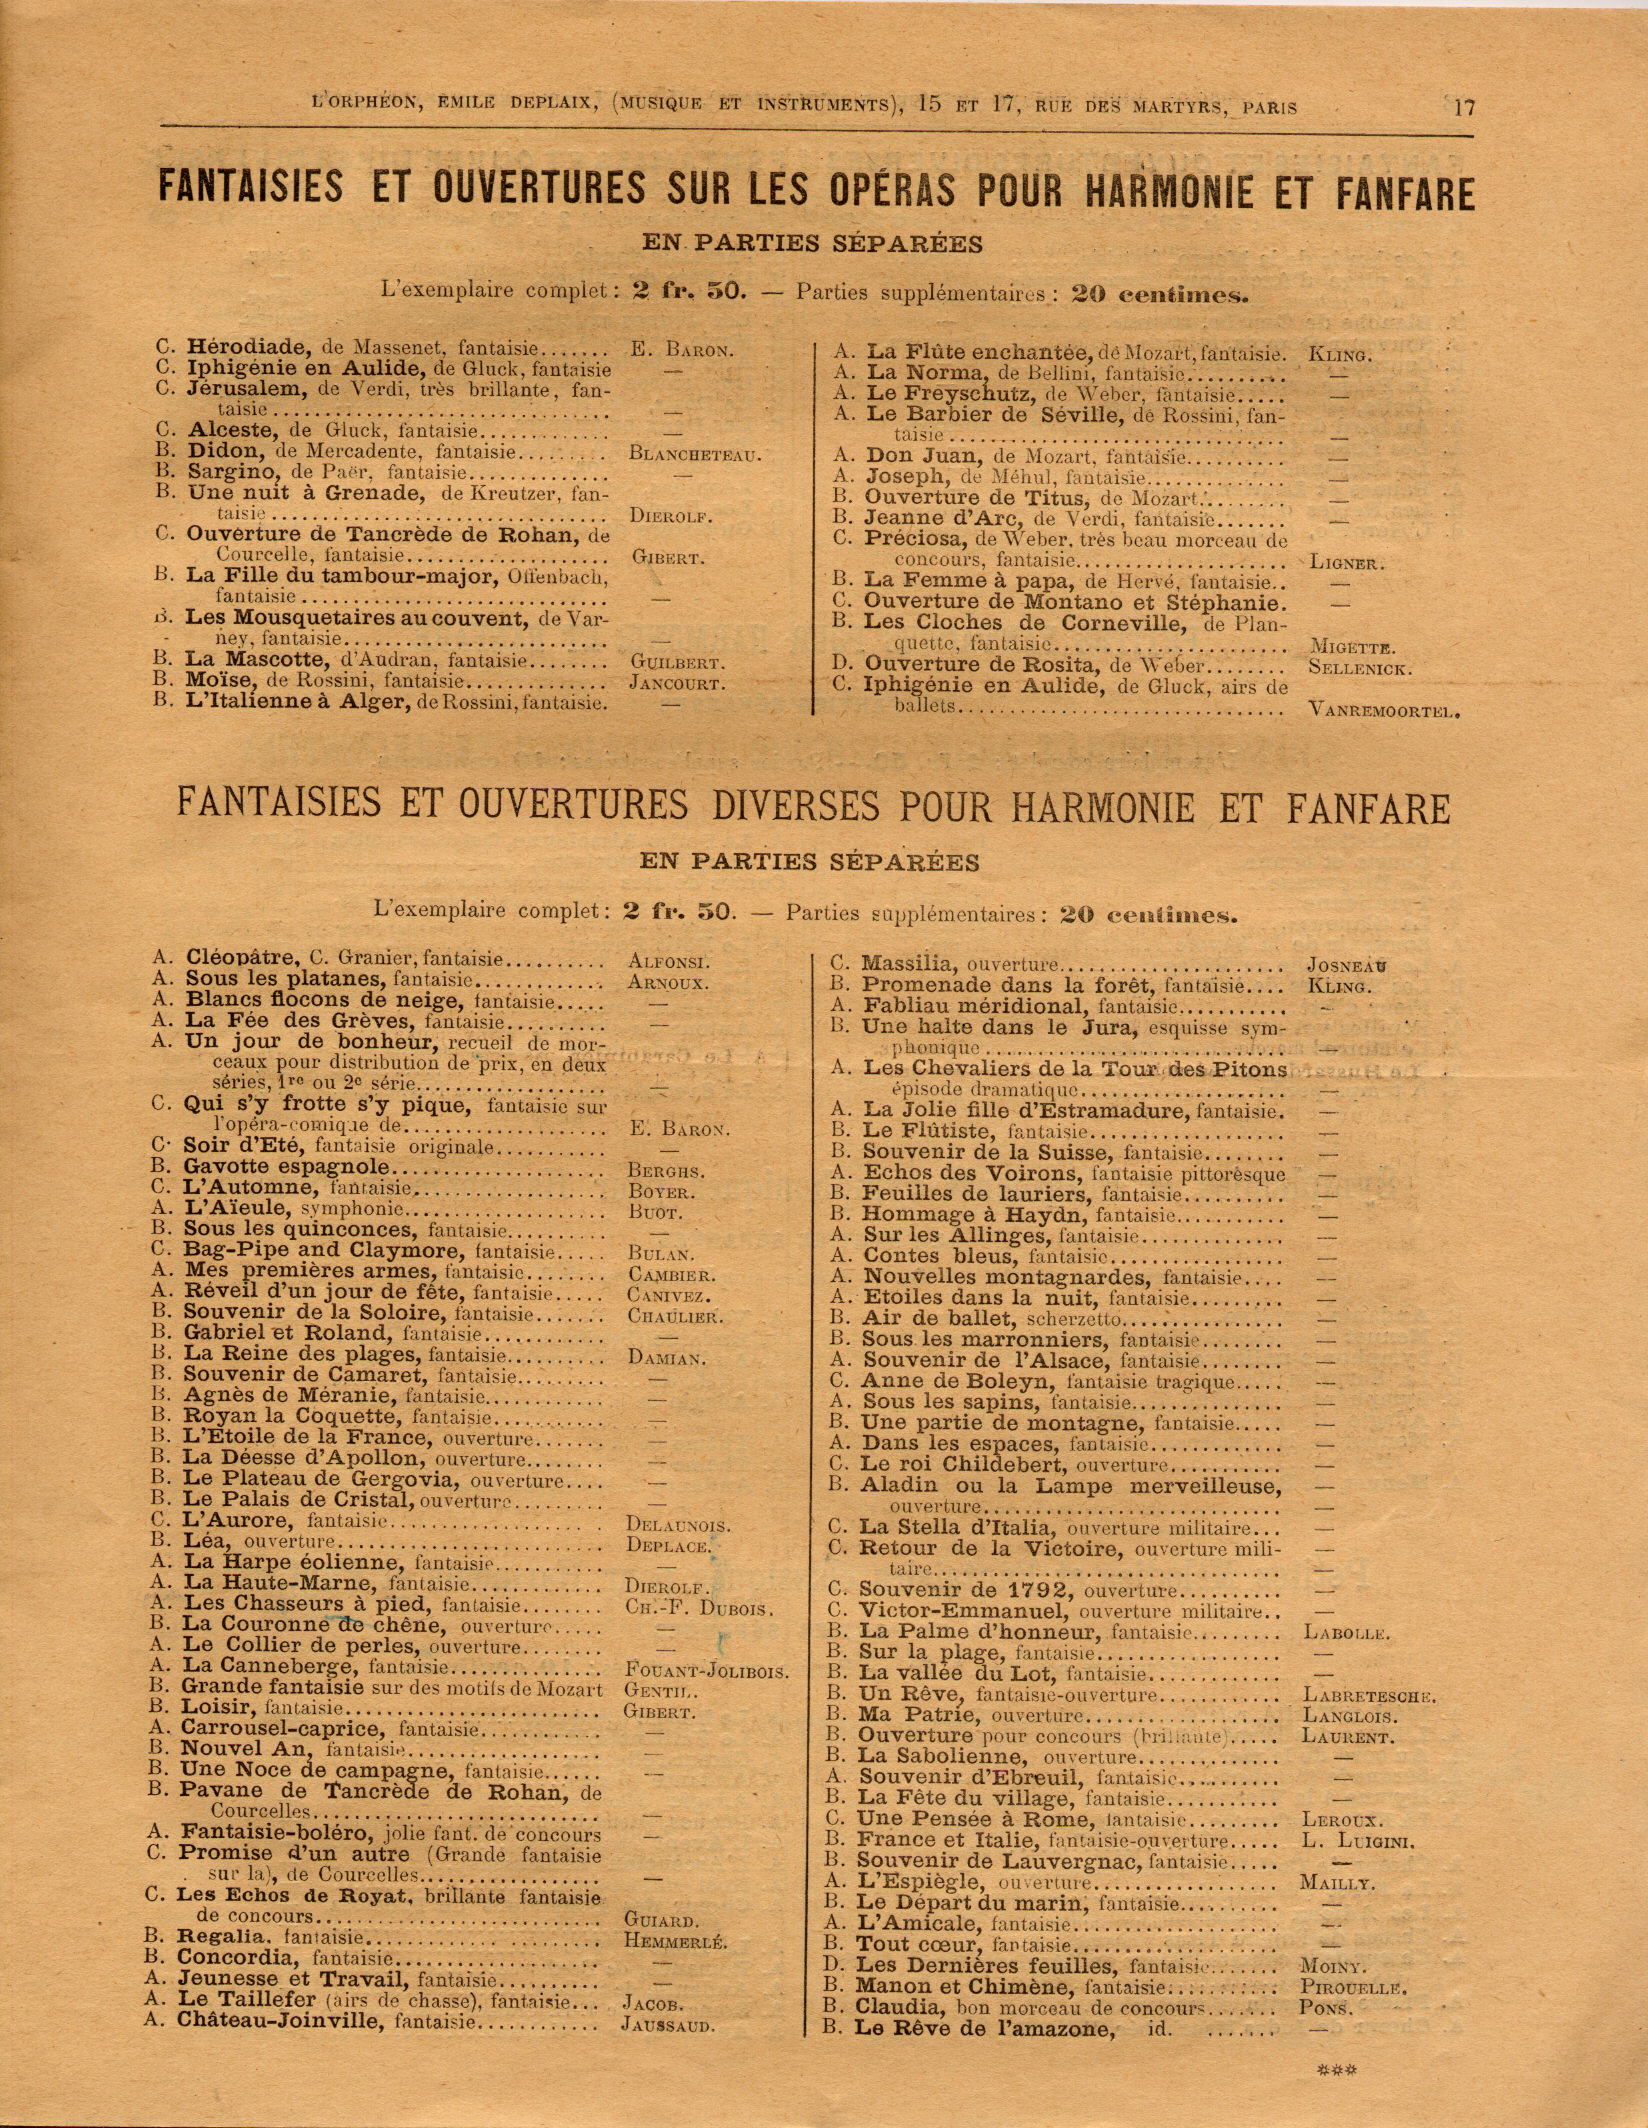 L'ORPHÉON, EMILE DEPLAIX, (MUSIQUE ET INSTRUMENTS), 15 ET 17, RUE DES MARTYRS, PARIS 17
FANTAISIES ET OUVERTURES SUR LES OPÉRAS POUR HARMONIE ET FANFARE
EN PARTIES SÉPARÉES
L'exemplaire complet : 2 fr. 50. — Parties supplémentaires : 20 centimes.
C. Hérodiade, de Massenet, fantaisie....... E. BARON.
C. Iphigénie en Aulide, de Gluck, fantaisie —
C. Jérusalem, de Verdi, très brillante, fan-
taisie................................ —
C. Alceste, de Gluck, fantaisie............. —
B. Didon, de Mercadente, fantaisie......... BLANCHETEAU.
B. Sargino, de Paër, fantaisie.............. —
B. Une nuit à Grenade, de Kreutzer, fan-
taisie................................ DIEROLF.
C. Ouverture de Tancrède de Rohan, de
Courcelle, fantaisie.................... GIBERT.
B. La Fille du tambour-major, Offenbach,
fantaisie.............................. —
B. Les Mousquetaires au couvent, de Var-
ney, fantaisie.......................... —
B. La Mascotte, d'Audran, fantaisie........ GUILBERT.
B. Moïse, de Rossini, fantaisie.............. JANCOURT.
B. L'Italienne à Alger, de Rossini, fantaisie. —
A. La Flûte enchantée, de Mozart, fantaisie. KLING.
A. La Norma, de Bellini, fantaisie.......... —
A. Le Freyschutz, de Weber, fantaisie..... —
A. Le Barbier de Séville, de Rossini, fan-
taisie................................ —
A. Don Juan, de Mozart, fantaisie.......... —
A. Joseph, de Méhul, fantaisie.............. —
B. Ouverture de Titus, de Mozart......... —
B. Jeanne d'Arc, de Verdi, fantaisie....... —
C. Préciosa, de Weber, très beau morceau de
concours, fantaisie..................... LIGNER.
B. La Femme à papa, de Hervé, fantaisie.. —
C. Ouverture de Montano et Stéphanie. —
B. Les Cloches de Corneville, de Plan-
quette, fantaisie....................... MIGETTE.
D. Ouverture de Rosita, de Weber........ SELLENICK.
C. Iphigénie en Aulide, de Gluck, airs de
ballets................................ VANREMOORTEL.
FANTAISIES ET OUVERTURES DIVERSES POUR HARMONIE ET FANFARE
EN PARTIES SÉPARÉES
L'exemplaire complet : 2 fr. 50. — Parties supplémentaires : 20 centimes.
A. Cléopâtre, C. Granier, fantaisie.......... ALFONSI.
A. Sous les platanes, fantaisie............. ARNOUX.
A. Blancs flocons de neige, fantaisie..... —
A. La Fée des Grèves, fantaisie.......... —
A. Un jour de bonheur, recueil de mor-
ceaux pour distribution de prix, en deux
séries, 1re ou 2e série................... —
C. Qui s'y frotte s'y pique, fantaisie sur
l'opéra-comique de.................... E. BARON.
C. Soir d'Eté, fantaisie originale........... —
B. Gavotte espagnole..................... BERGHS.
C. L'Automne, fantaisie................... BOYER.
A. L'Aïeule, symphonie.................... BUOT.
B. Sous les quinconces, fantaisie.......... —
C. Bag-Pipe and Claymore, fantaisie..... BULAN.
A. Mes premières armes, fantaisie........ CAMBIER.
A. Réveil d'un jour de fête, fantaisie..... CANIVEZ.
B. Souvenir de la Soloire, fantaisie....... CHAULIER.
B. Gabriel et Roland, fantaisie............ —
B. La Reine des plages, fantaisie.......... DAMIAN.
B. Souvenir de Camaret, fantaisie......... —
B. Agnès de Méranie, fantaisie............ —
B. Royan la Coquette, fantaisie........... —
B. L'Etoile de la France, ouverture....... —
B. La Déesse d'Apollon, ouverture........ —
B. Le Plateau de Gergovia, ouverture.... —
B. Le Palais de Cristal, ouverture......... —
C. L'Aurore, fantaisie..................... DELAUNOIS.
B. Léa, ouverture.......................... DEPLACE.
A. La Harpe éolienne, fantaisie........... —
A. La Haute-Marne, fantaisie............. DIEROLF.
A. Les Chasseurs à pied, fantaisie........ CH.-F. DUBOIS.
B. La Couronne de chêne, ouverture..... —
A. Le Collier de perles, ouverture........ —
A. La Canneberge, fantaisie............... FOUANT-JOLIBOIS.
B. Grande fantaisie sur des motifs de Mozart GENTIL.
B. Loisir, fantaisie......................... GIBERT.
A. Carrousel-caprice, fantaisie............ —
B. Nouvel An, fantaisie................... —
B. Une Noce de campagne, fantaisie...... —
B. Pavane de Tancrède de Rohan, de
Courcelles............................ —
A. Fantaisie-boléro, jolie fant. de concours —
C. Promise d'un autre (Grande fantaisie
sur la), de Courcelles.................. —
C. Les Echos de Royat, brillante fantaisie
de concours............................ GUIARD.
B. Regalia, fantaisie....................... HEMMERLÉ.
B. Concordia, fantaisie.................... —
A. Jeunesse et Travail, fantaisie.......... —
A. Le Taillefer (airs de chasse), fantaisie... JACOB.
A. Château-Joinville, fantaisie............ JAUSSAUD.
C. Massilia, ouverture...................... JOSNEAU
B. Promenade dans la forêt, fantaisie.... KLING.
A. Fabliau méridional, fantaisie........... —
B. Une halte dans le Jura, esquisse sym-
phonique............................. —
A. Les Chevaliers de la Tour des Pitons
épisode dramatique.................... —
A. La Jolie fille d'Estramadure, fantaisie. —
B. Le Flûtiste, fantaisie................... —
B. Souvenir de la Suisse, fantaisie........ —
A. Echos des Voirons, fantaisie pittoresque —
B. Feuilles de lauriers, fantaisie.......... —
B. Hommage à Haydn, fantaisie........... —
A. Sur les Allinges, fantaisie.............. —
A. Contes bleus, fantaisie................. —
A. Nouvelles montagnardes, fantaisie.... —
A. Etoiles dans la nuit, fantaisie......... —
B. Air de ballet, scherzetto................ —
B. Sous les marronniers, fantaisie........ —
A. Souvenir de l'Alsace, fantaisie........ —
C. Anne de Boleyn, fantaisie tragique..... —
A. Sous les sapins, fantaisie............... —
B. Une partie de montagne, fantaisie..... —
A. Dans les espaces, fantaisie............. —
C. Le roi Childebert, ouverture........... —
B. Aladin ou la Lampe merveilleuse, —
ouverture............................. —
C. La Stella d'Italia, ouverture militaire... —
C. Retour de la Victoire, ouverture mili- —
taire.................................. —
C. Souvenir de 1792, ouverture.......... —
C. Victor-Emmanuel, ouverture militaire.. —
B. La Palme d'honneur, fantaisie......... LABOLLE.
B. Sur la plage, fantaisie.................. —
B. La vallée du Lot, fantaisie............. —
B. Un Rêve, fantaisie-ouverture............ LABRETESCHE.
B. Ma Patrie, ouverture................... LANGLOIS.
B. Ouverture pour concours (brillante)..... LAURENT.
B. La Sabolienne, ouverture.............. —
A. Souvenir d'Ebreuil, fantaisie.......... —
B. La Fête du village, fantaisie........... —
C. Une Pensée à Rome, fantaisie......... LEROUX.
B. France et Italie, fantaisie-ouverture..... L. LUIGINI.
B. Souvenir de Lauvergnac, fantaisie..... —
A. L'Espiègle, ouverture.................. MAILLY.
B. Le Départ du marin, fantaisie.......... —
A. L'Amicale, fantaisie.................... —
B. Tout cœur, fantaisie.................... —
D. Les Dernières feuilles, fantaisie....... MOINY.
B. Manon et Chimène, fantaisie........... PIROUELLE.
B. Claudia, bon morceau de concours....... PONS.
B. Le Rêve de l'amazone, id. ....... —
***